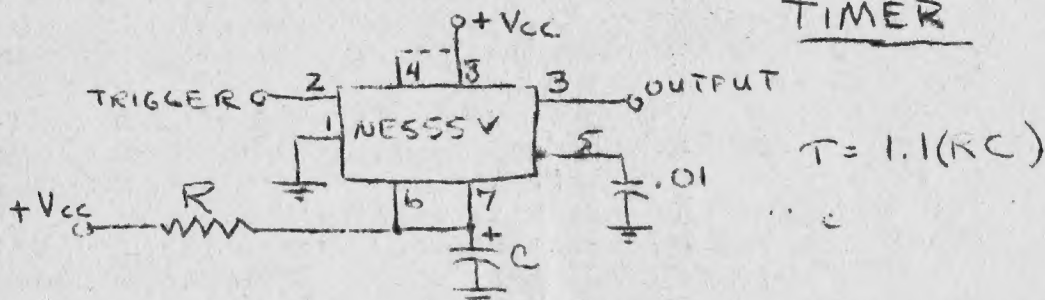 TIMER
+ Vcc
4 8
2 3
TRIGGER OUTPUT
1 NE555V 5
T = 1.1(RC)
.01
+ Vcc R 6 7
+ C